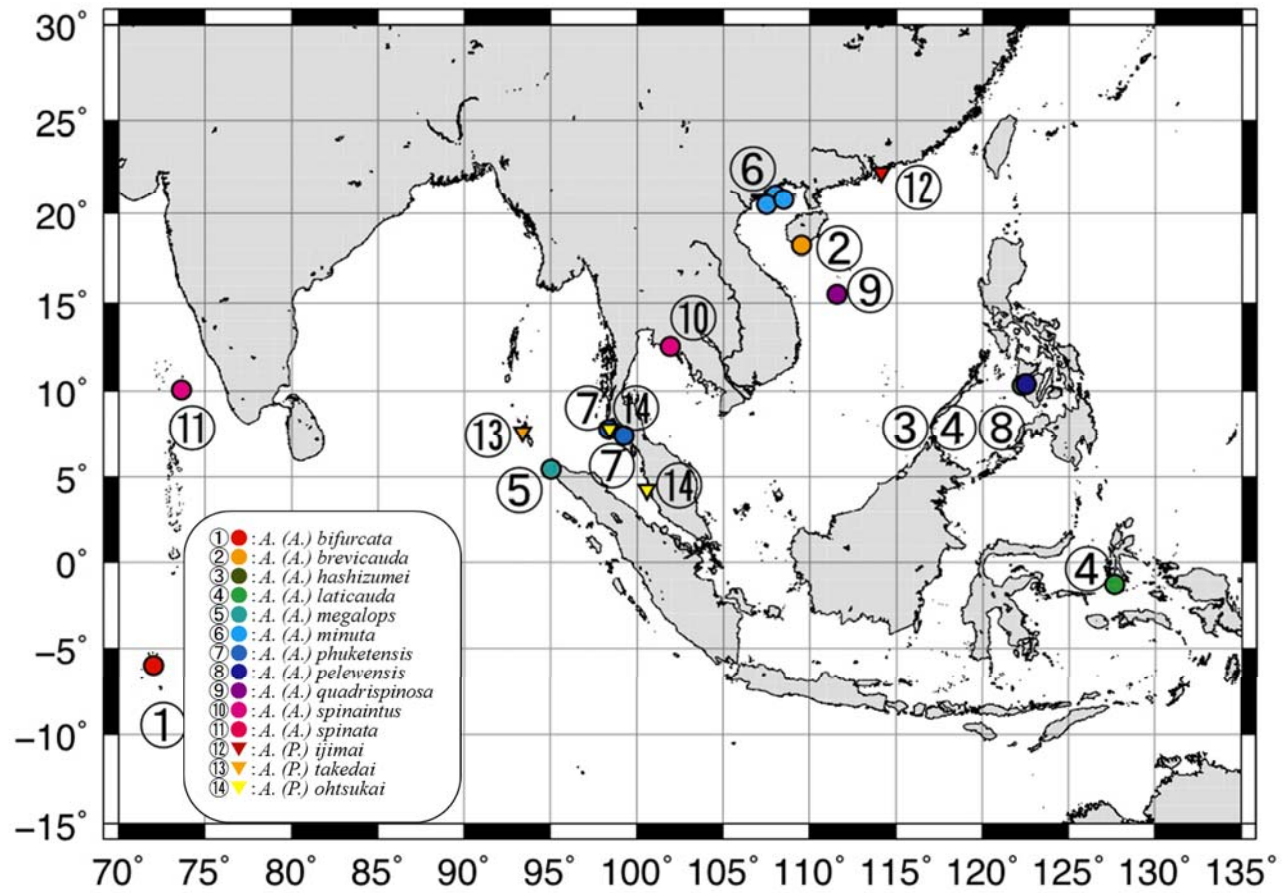 30°
25°
⑥
⑫
20°
②
⑨
15°
⑩
10°
⑦ ⑭
⑪
⑬
③ ④ ⑧
⑦
⑤
⑭
5°
① : A. (A.) bifurcata
② : A. (A.) brevicauda
③ : A. (A.) hashizumei
④ : A. (A.) laticauda
⑤ : A. (A.) megalops
⑥ : A. (A.) minuta
⑦ : A. (A.) phuketensis
⑧ : A. (A.) pelewensis
⑨ : A. (A.) quadrispinosa
⑩ : A. (A.) spinaintus
⑪ : A. (A.) spinata
⑫ : A. (P.) ijimai
⑬ : A. (P.) takedai
⑭ : A. (P.) ohtsukai
0°
④
−5°
①
−10°
−15°
70° 75° 80° 85° 90° 95° 100° 105° 110° 115° 120° 125° 130° 135°